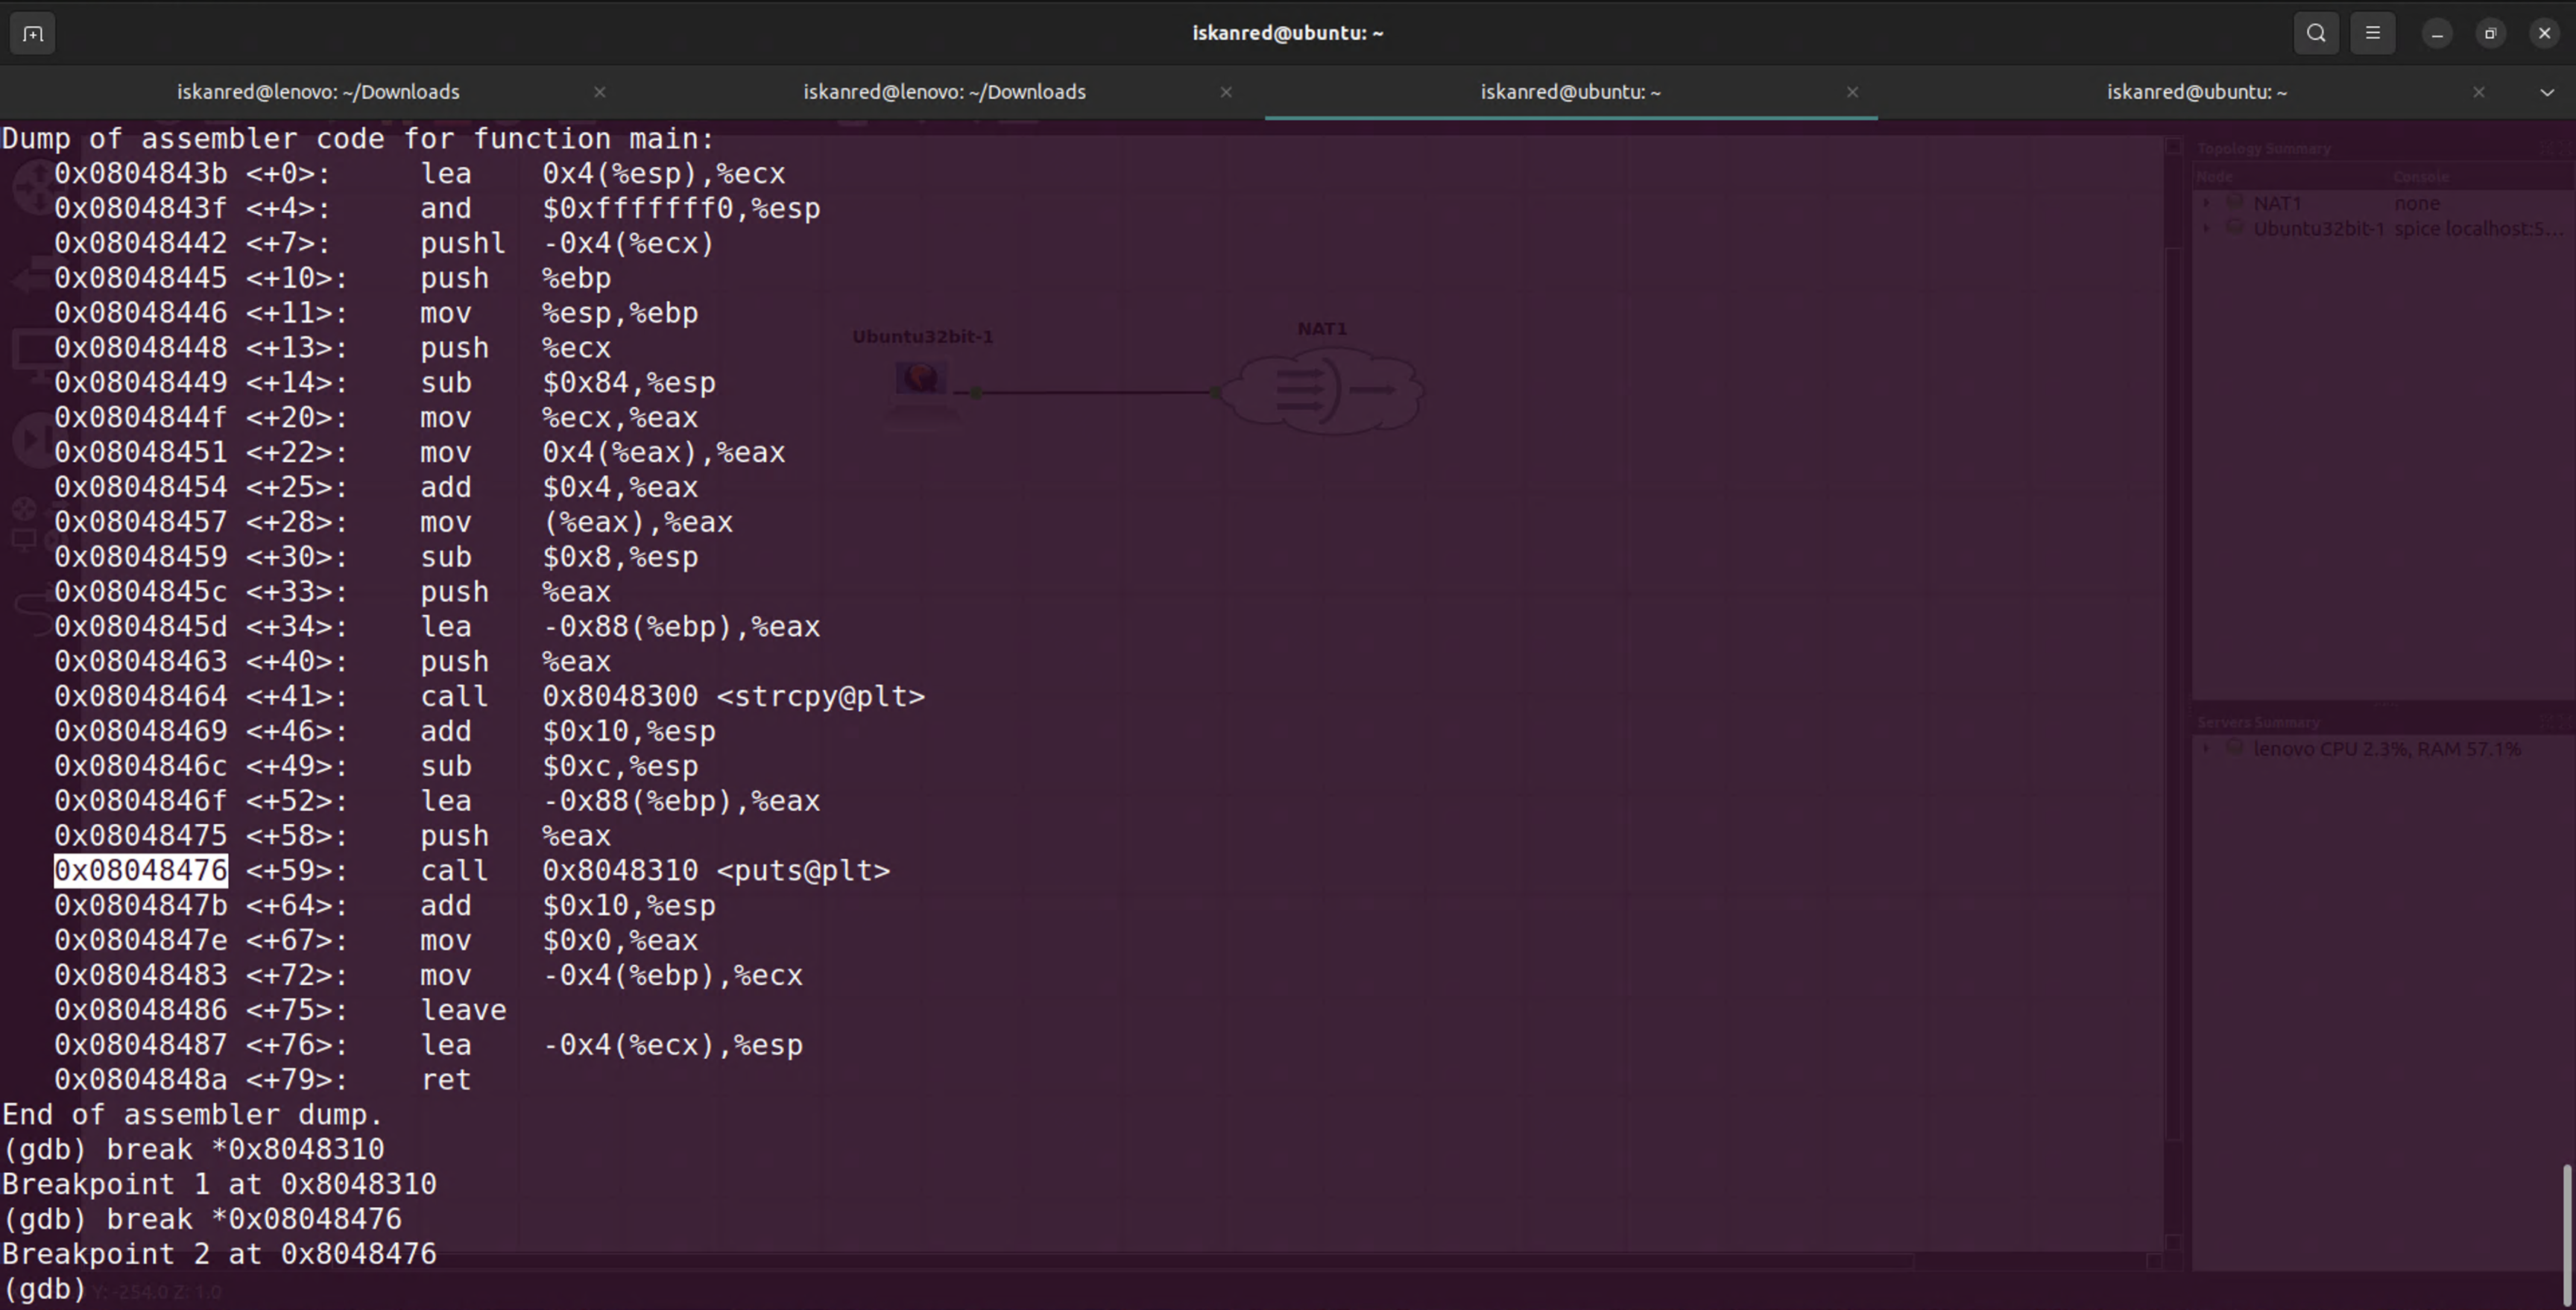 iskanred@ubuntu: ~
iskanred@lenovo: ~/Downloads
iskanred@lenovo: ~/Downloads
iskanred@ubuntu: ~
iskanred@ubuntu: ~
Dump of assembler code for function main:
0x0804843b <+0>: lea 0x4(%esp),%ecx
0x0804843f <+4>: and $0xfffffff0,%esp
0x08048442 <+7>: pushl -0x4(%ecx)
0x08048445 <+10>: push %ebp
0x08048446 <+11>: mov %esp,%ebp
0x08048448 <+13>: push %ecx
0x08048449 <+14>: sub $0x84,%esp
0x0804844f <+20>: mov %ecx,%eax
0x08048451 <+22>: mov 0x4(%eax),%eax
0x08048454 <+25>: add $0x4,%eax
0x08048457 <+28>: mov (%eax),%eax
0x08048459 <+30>: sub $0x8,%esp
0x0804845c <+33>: push %eax
0x0804845d <+34>: lea -0x88(%ebp),%eax
0x08048463 <+40>: push %eax
0x08048464 <+41>: call 0x8048300 <strcpy@plt>
0x08048469 <+46>: add $0x10,%esp
0x0804846c <+49>: sub $0xc,%esp
0x0804846f <+52>: lea -0x88(%ebp),%eax
0x08048475 <+58>: push %eax
0x08048476 <+59>: call 0x8048310 <puts@plt>
0x0804847b <+64>: add $0x10,%esp
0x0804847e <+67>: mov $0x0,%eax
0x08048483 <+72>: mov -0x4(%ebp),%ecx
0x08048486 <+75>: leave
0x08048487 <+76>: lea -0x4(%ecx),%esp
0x0804848a <+79>: ret
End of assembler dump.
(gdb) break *0x8048310
Breakpoint 1 at 0x8048310
(gdb) break *0x08048476
Breakpoint 2 at 0x8048476
(gdb)
Y: -254.0 Z: 1.0
Ubuntu32bit-1
NAT1
Topology Summary
Node Console
NAT1 none
Ubuntu32bit-1 spice localhost:5...
Servers Summary
lenovo CPU 2.3%, RAM 57.1%